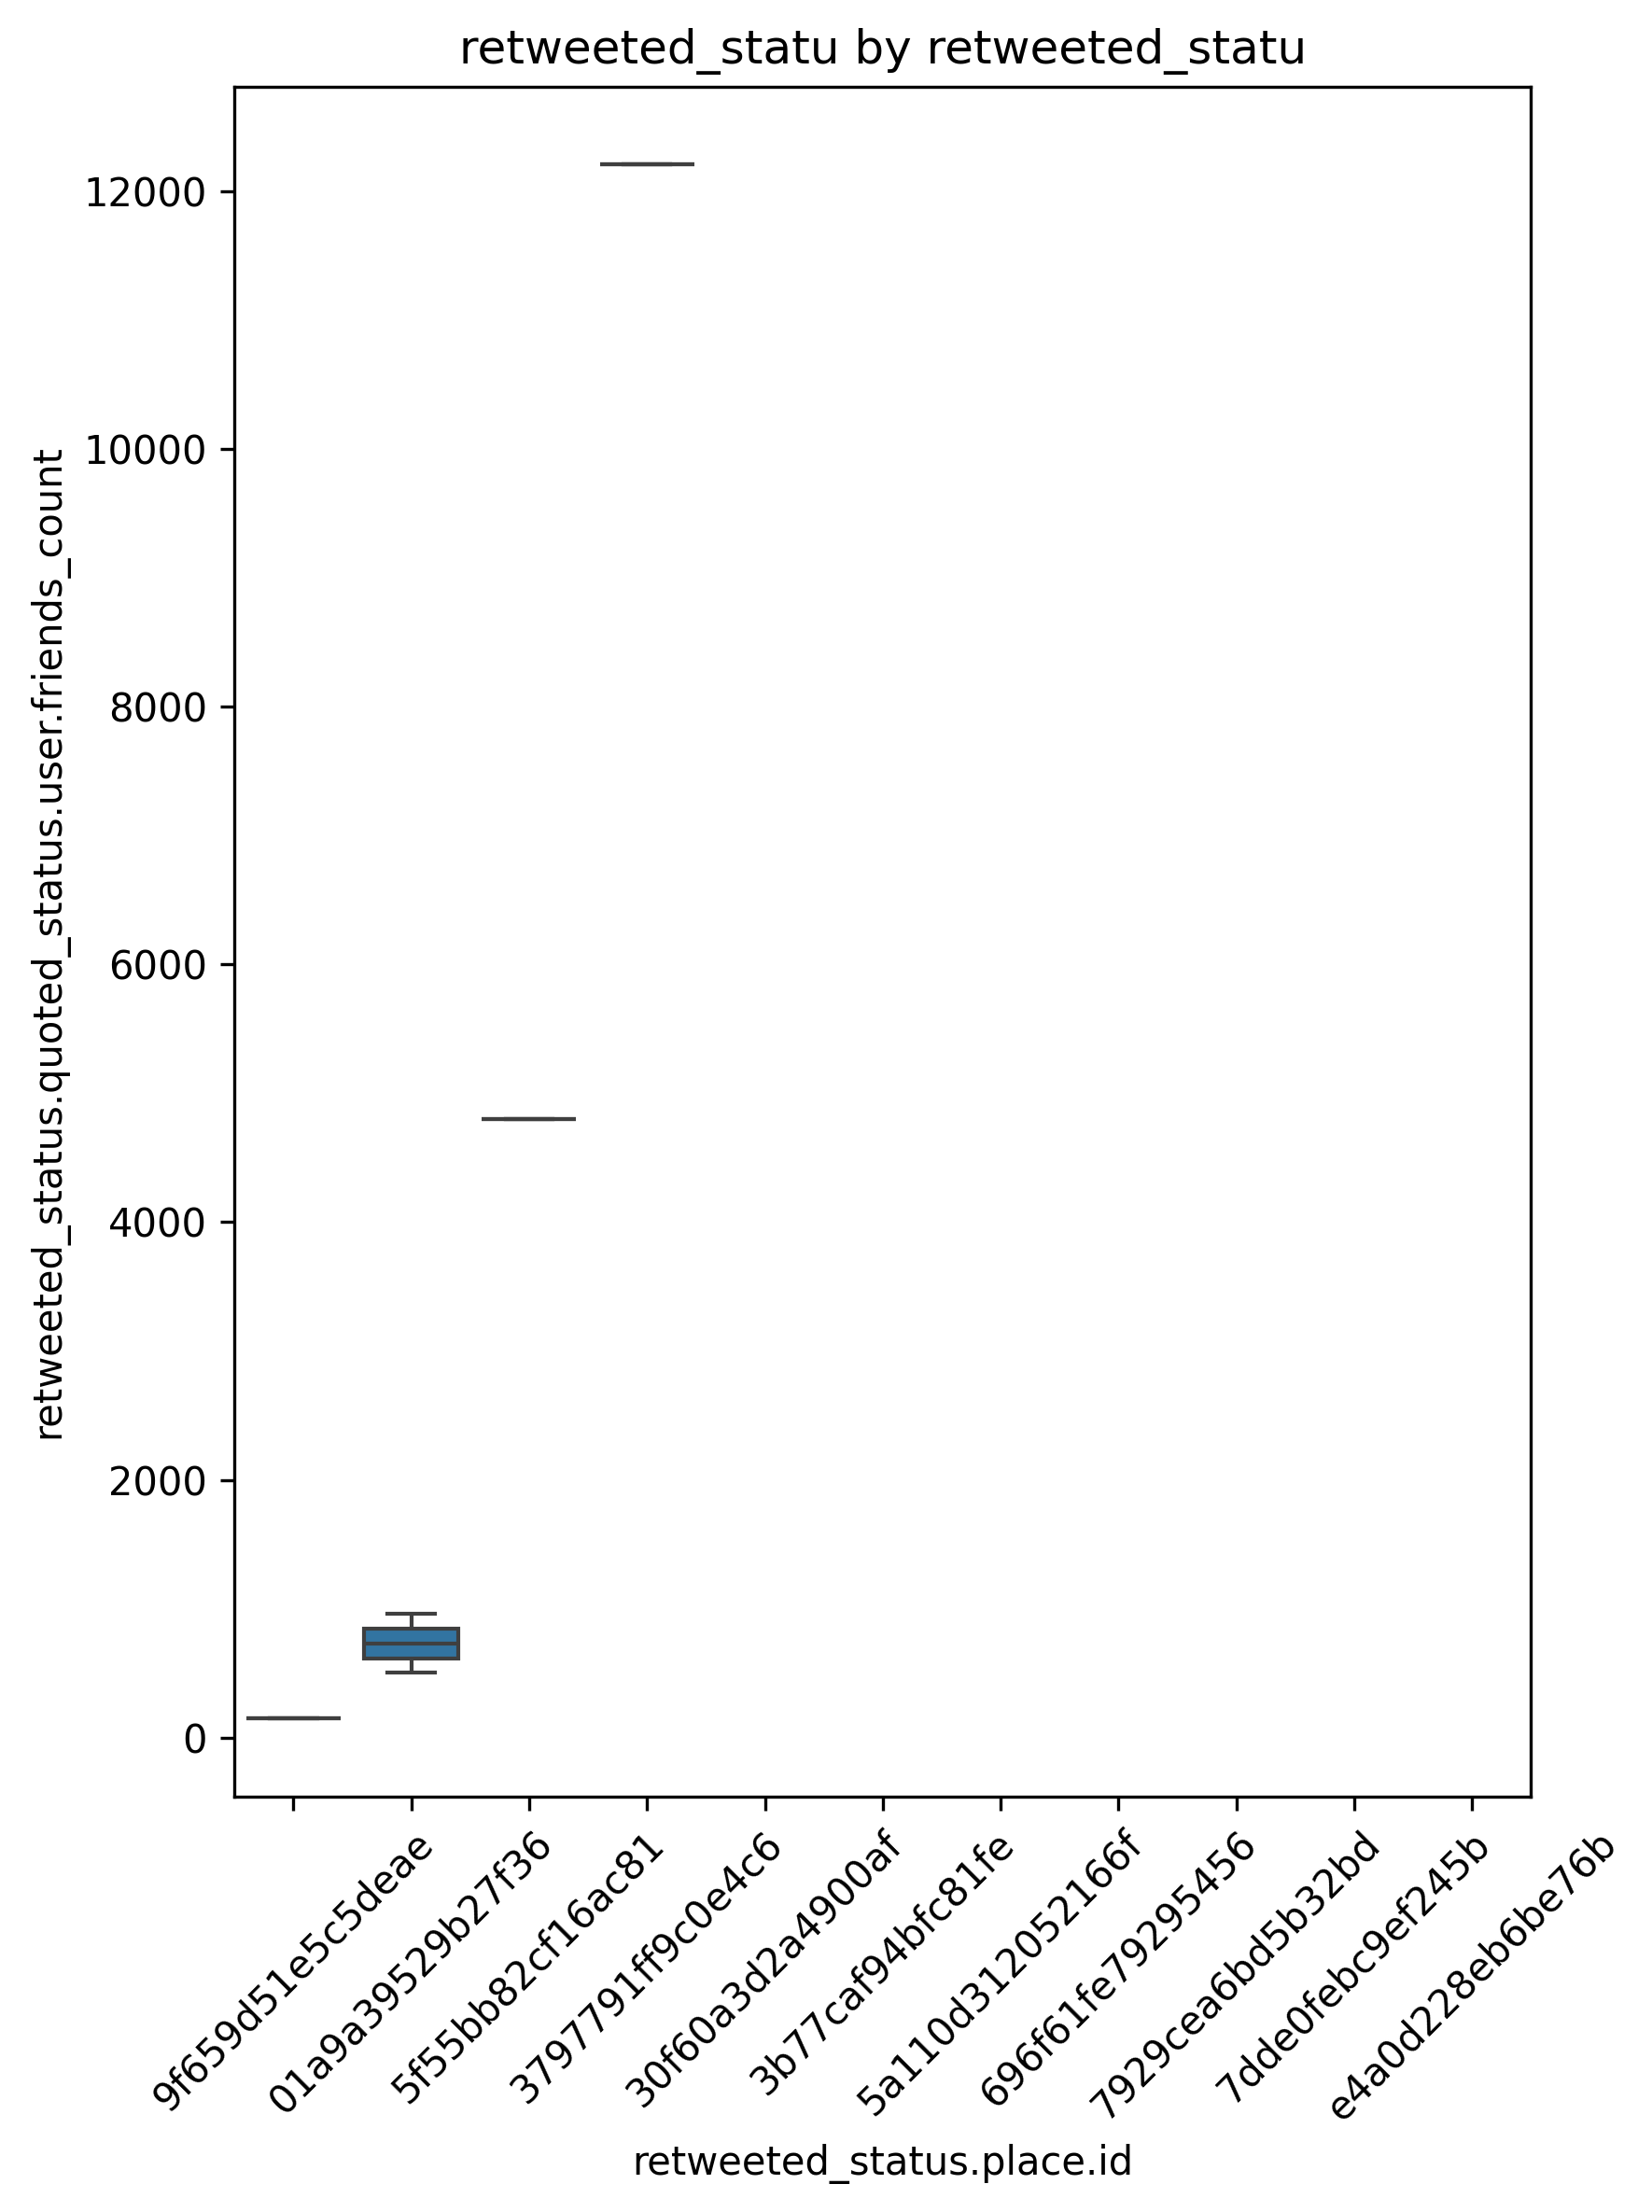 retweeted_statu by retweeted_statu
retweeted_status.quoted_status.user.friends_count
12000
10000
8000
6000
4000
2000
0
9f659d51e5c5deae
01a9a39529b27f36
5f55bb82cf16ac81
3797791ff9c0e4c6
30f60a3d2a4900af
3b77caf94bfc81fe
5a110d312052166f
696f61fe79295456
7929cea6bd5b32bd
7dde0febc9ef245b
e4a0d228eb6be76b
retweeted_status.place.id